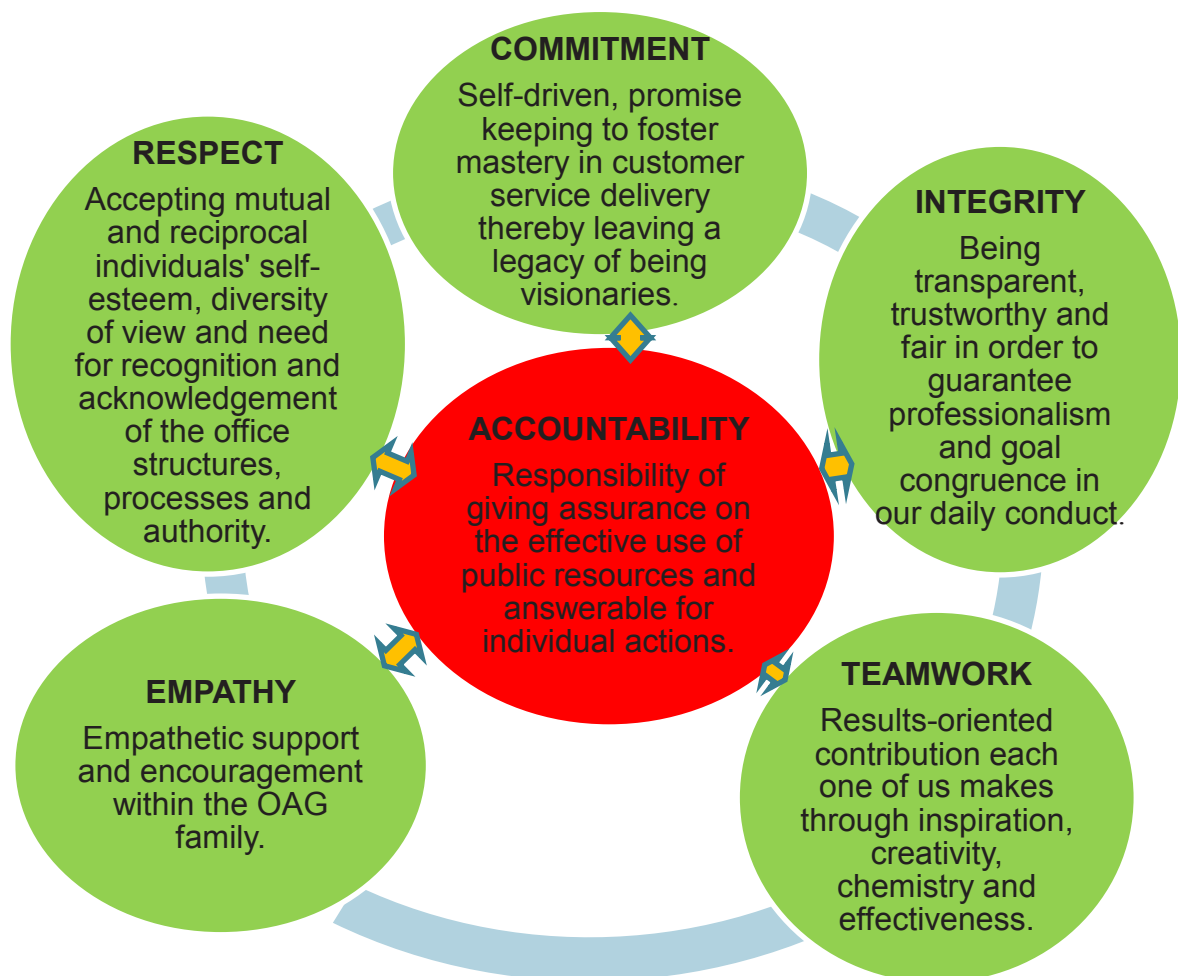 COMMITMENT
Self-driven, promise
keeping to foster
mastery in customer
service delivery
thereby leaving a
legacy of being
visionaries.
RESPECT
Accepting mutual
and reciprocal
individuals' self-
esteem, diversity
of view and need
for recognition and
acknowledgement
of the office
structures,
processes and
authority.
INTEGRITY
Being
transparent,
trustworthy and
fair in order to
guarantee
professionalism
and goal
congruence in
our daily conduct.
ACCOUNTABILITY
Responsibility of
giving assurance on
the effective use of
public resources and
answerable for
individual actions.
EMPATHY
Empathetic support
and encouragement
within the OAG
family.
TEAMWORK
Results-oriented
contribution each
one of us makes
through inspiration,
creativity,
chemistry and
effectiveness.